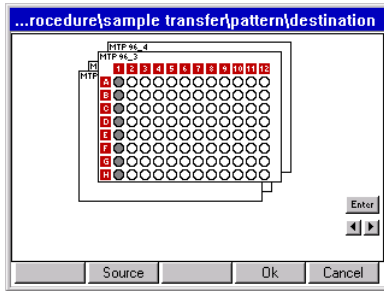 ...rocedure\sample transfer\pattern\destination
MTP 96_4
MTP 96_3
M
MTP
1 2 3 4 5 6 7 8 9 10 11 12
A
B
C
D
E
F
G
H
Enter
Source
Ok
Cancel